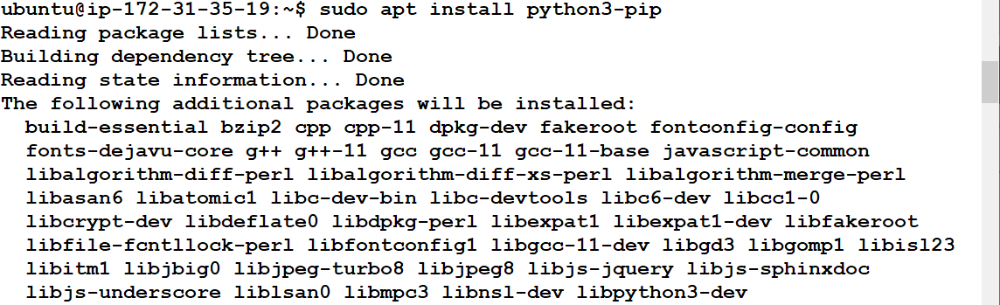 ubuntu@ip-172-31-35-19:~$ sudo apt install python3-pip
Reading package lists... Done
Building dependency tree... Done
Reading state information... Done
The following additional packages will be installed:
  build-essential bzip2 cpp cpp-11 dpkg-dev fakeroot fontconfig-config
  fonts-dejavu-core g++ g++-11 gcc gcc-11 gcc-11-base javascript-common
  libalgorithm-diff-perl libalgorithm-diff-xs-perl libalgorithm-merge-perl
  libasan6 libatomic1 libc-dev-bin libc-devtools libc6-dev libcc1-0
  libcrypt-dev libdeflate0 libdpkg-perl libexpat1 libexpat1-dev libfakeroot
  libfile-fcntllock-perl libfontconfig1 libgcc-11-dev libgd3 libgomp1 libisl23
  libitm1 libjbig0 libjpeg-turbo8 libjpeg8 libjs-jquery libjs-sphinxdoc
  libjs-underscore liblsan0 libmpc3 libnsl-dev libpython3-dev